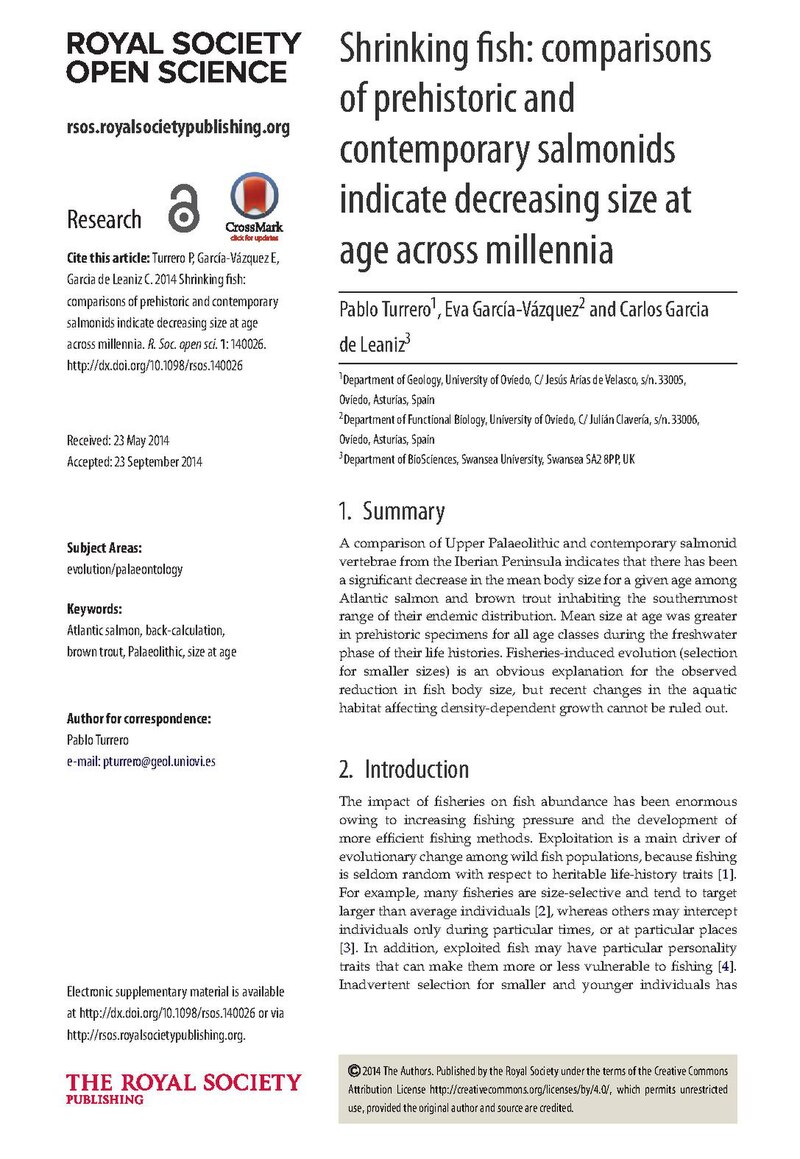 ROYAL SOCIETY
OPEN SCIENCE
rsos.royalsocietypublishing.org
Research
CrossMark
click for updates
Cite this article: Turrero P, García-Vázquez E,
Garcia de Leaniz C. 2014 Shrinking fish:
comparisons of prehistoric and contemporary
salmonids indicate decreasing size at age
across millennia. R. Soc. open sci. 1: 140026.
http://dx.doi.org/10.1098/rsos.140026
Received: 23 May 2014
Accepted: 23 September 2014
Subject Areas:
evolution/palaeontology
Keywords:
Atlantic salmon, back-calculation,
brown trout, Palaeolithic, size at age
Author for correspondence:
Pablo Turrero
e-mail: pturrero@geol.uniovi.es
Electronic supplementary material is available
at http://dx.doi.org/10.1098/rsos.140026 or via
http://rsos.royalsocietypublishing.org.
THE ROYAL SOCIETY
PUBLISHING
Shrinking fish: comparisons
of prehistoric and
contemporary salmonids
indicate decreasing size at
age across millennia
Pablo Turrero1, Eva García-Vázquez2 and Carlos Garcia
de Leaniz3
1Department of Geology, University of Oviedo, C/ Jesús Arias de Velasco, s/n. 33005,
Oviedo, Asturias, Spain
2Department of Functional Biology, University of Oviedo, C/ Julián Clavería, s/n. 33006,
Oviedo, Asturias, Spain
3Department of BioSciences, Swansea University, Swansea SA2 8PP, UK
1. Summary
A comparison of Upper Palaeolithic and contemporary salmonid
vertebrae from the Iberian Peninsula indicates that there has been
a significant decrease in the mean body size for a given age among
Atlantic salmon and brown trout inhabiting the southernmost
range of their endemic distribution. Mean size at age was greater
in prehistoric specimens for all age classes during the freshwater
phase of their life histories. Fisheries-induced evolution (selection
for smaller sizes) is an obvious explanation for the observed
reduction in fish body size, but recent changes in the aquatic
habitat affecting density-dependent growth cannot be ruled out.
2. Introduction
The impact of fisheries on fish abundance has been enormous
owing to increasing fishing pressure and the development of
more efficient fishing methods. Exploitation is a main driver of
evolutionary change among wild fish populations, because fishing
is seldom random with respect to heritable life-history traits [1].
For example, many fisheries are size-selective and tend to target
larger than average individuals [2], whereas others may intercept
individuals only during particular times, or at particular places
[3]. In addition, exploited fish may have particular personality
traits that can make them more or less vulnerable to fishing [4].
Inadvertent selection for smaller and younger individuals has
© 2014 The Authors. Published by the Royal Society under the terms of the Creative Commons
Attribution License http://creativecommons.org/licenses/by/4.0/, which permits unrestricted
use, provided the original author and source are credited.